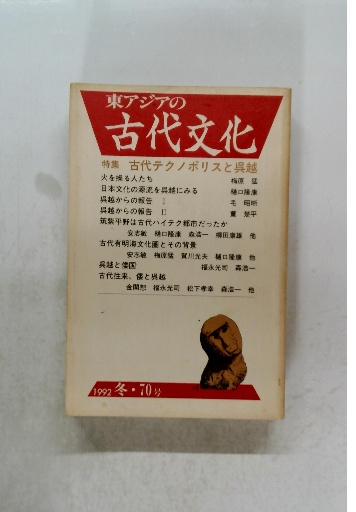 東アジアの
古代文化
特集 古代テクノポリスと呉越
火を操る人たち 梅原 猛
日本文化の源流を呉越にみる 樋口隆康
呉越からの報告 Ⅰ 毛 昭晰
呉越からの報告 Ⅱ 董 楚平
筑紫平野は古代ハイテク都市だったか
安志敏 樋口隆康 森浩一 樺田康雄 他
古代有明海文化圏とその背景
安志敏 梅原猛 賀川光夫 樋口隆康 他
呉越と倭国 福永光司 森浩一
古代往来、倭と呉越
金関恕 福永光司 松下孝幸 森浩一 他
1992 冬・70号